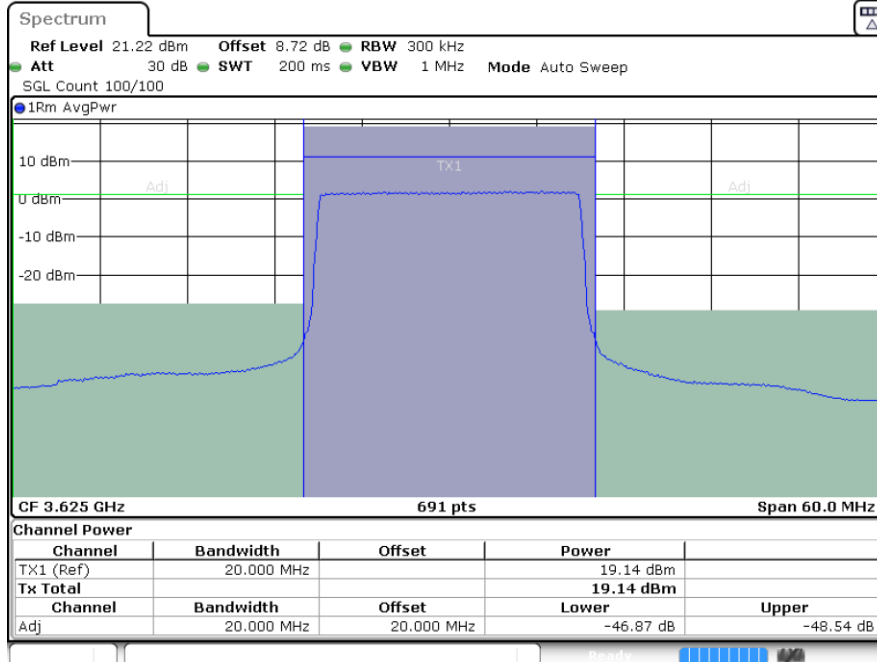 Spectrum
Ref Level 21.22 dBm Offset 8.72 dB RBW 300 kHz
Att 30 dB SWT 200 ms VBW 1 MHz Mode Auto Sweep
SGL Count 100/100
1Rm AvgPwr
10 dBm
TX1
Adj Adj
0 dBm
-10 dBm
-20 dBm
CF 3.625 GHz 691 pts Span 60.0 MHz
Channel Power
Channel Bandwidth Offset Power
TX1 (Ref) 20.000 MHz 19.14 dBm
Tx Total 19.14 dBm
Channel Bandwidth Offset Lower Upper
Adj 20.000 MHz 20.000 MHz -46.87 dB -48.54 dB
Ready